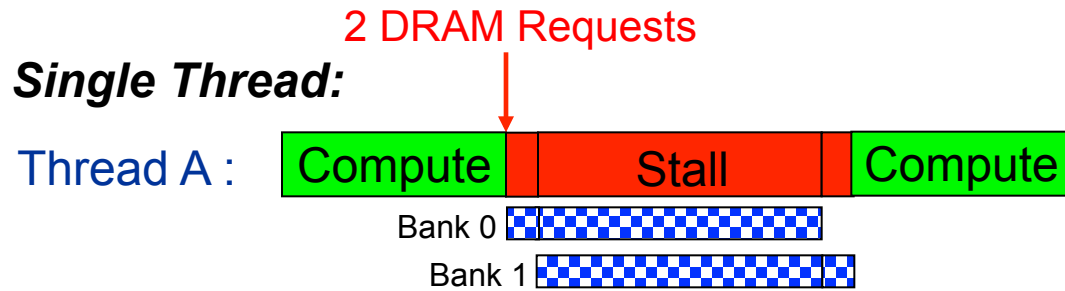 2 DRAM Requests
Single Thread:
Thread A : Compute Stall Compute
Bank 0
Bank 1